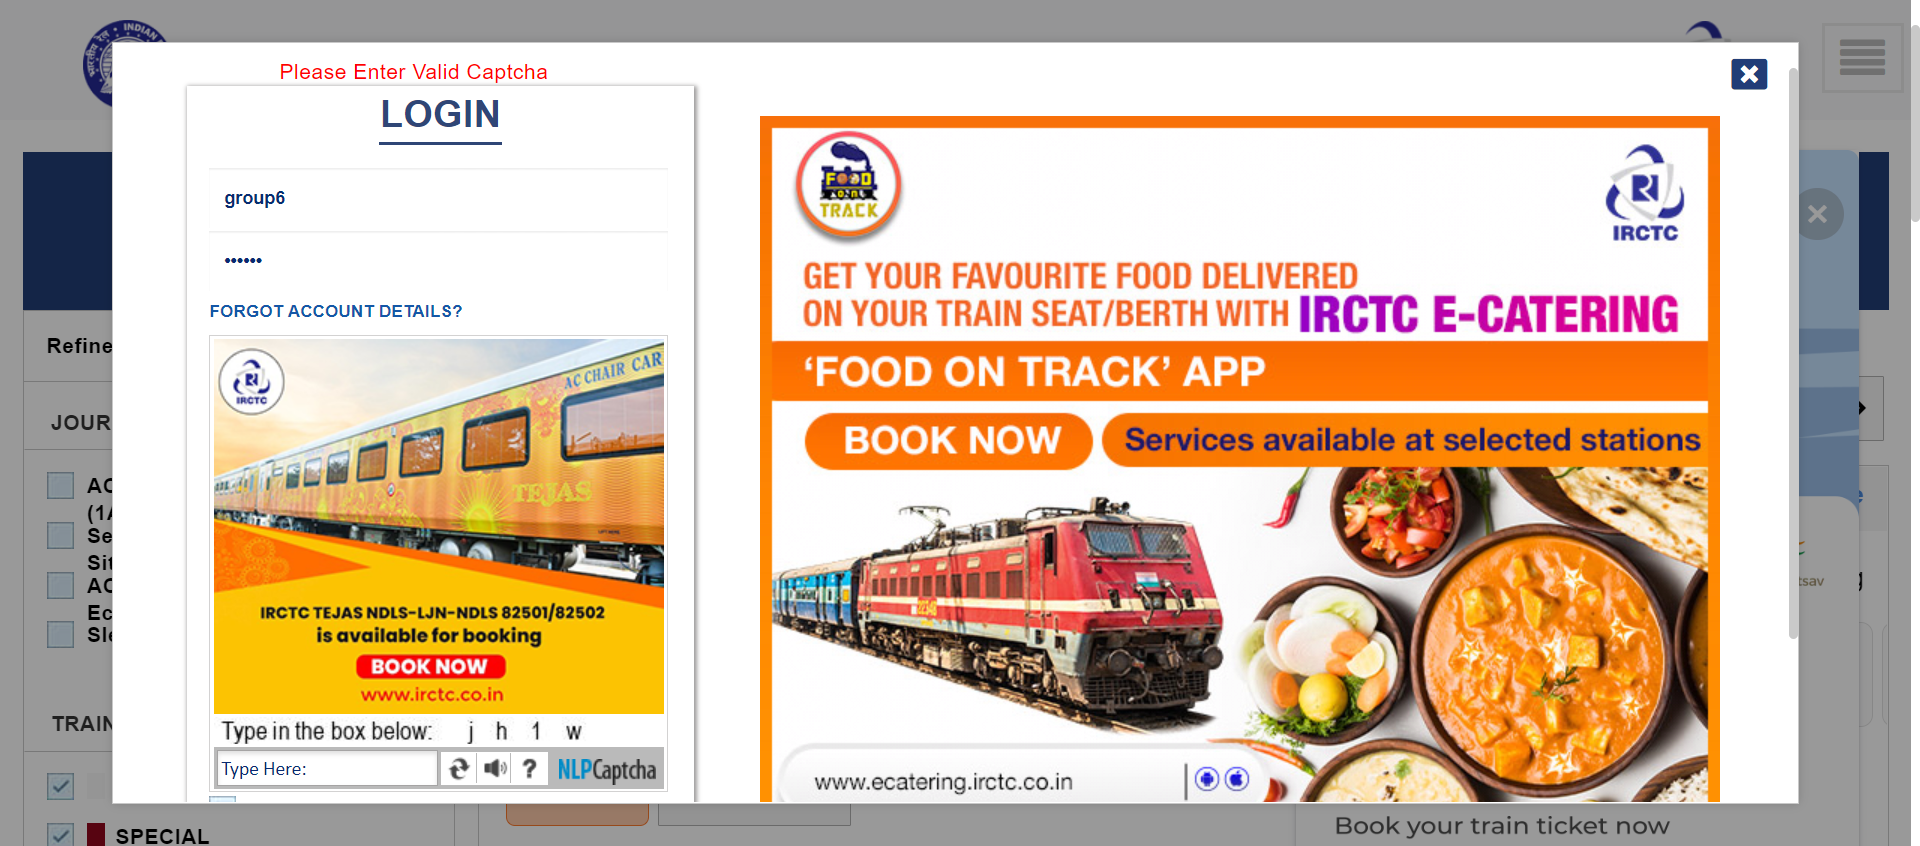 INDIAN
Please Enter Valid Captcha
LOGIN
group6
••••••
FORGOT ACCOUNT DETAILS?
IRCTC
AC CHAIR CAR
TEJAS
IRCTC TEJAS NDLS-LJN-NDLS 82501/82502
is available for booking
BOOK NOW
www.irctc.co.in
Type in the box below: j h 1 w
Type Here:
?
NLPCaptcha
FOOD
on
TRACK
IRCTC
GET YOUR FAVOURITE FOOD DELIVERED
ON YOUR TRAIN SEAT/BERTH WITH IRCTC E-CATERING
‘FOOD ON TRACK’ APP
BOOK NOW
Services available at selected stations
www.ecatering.irctc.co.in
Refine
JOUR
AC
(1A
Se
Sit
AC
Ec
Sle
TRAIN
SPECIAL
tsav
Book your train ticket now